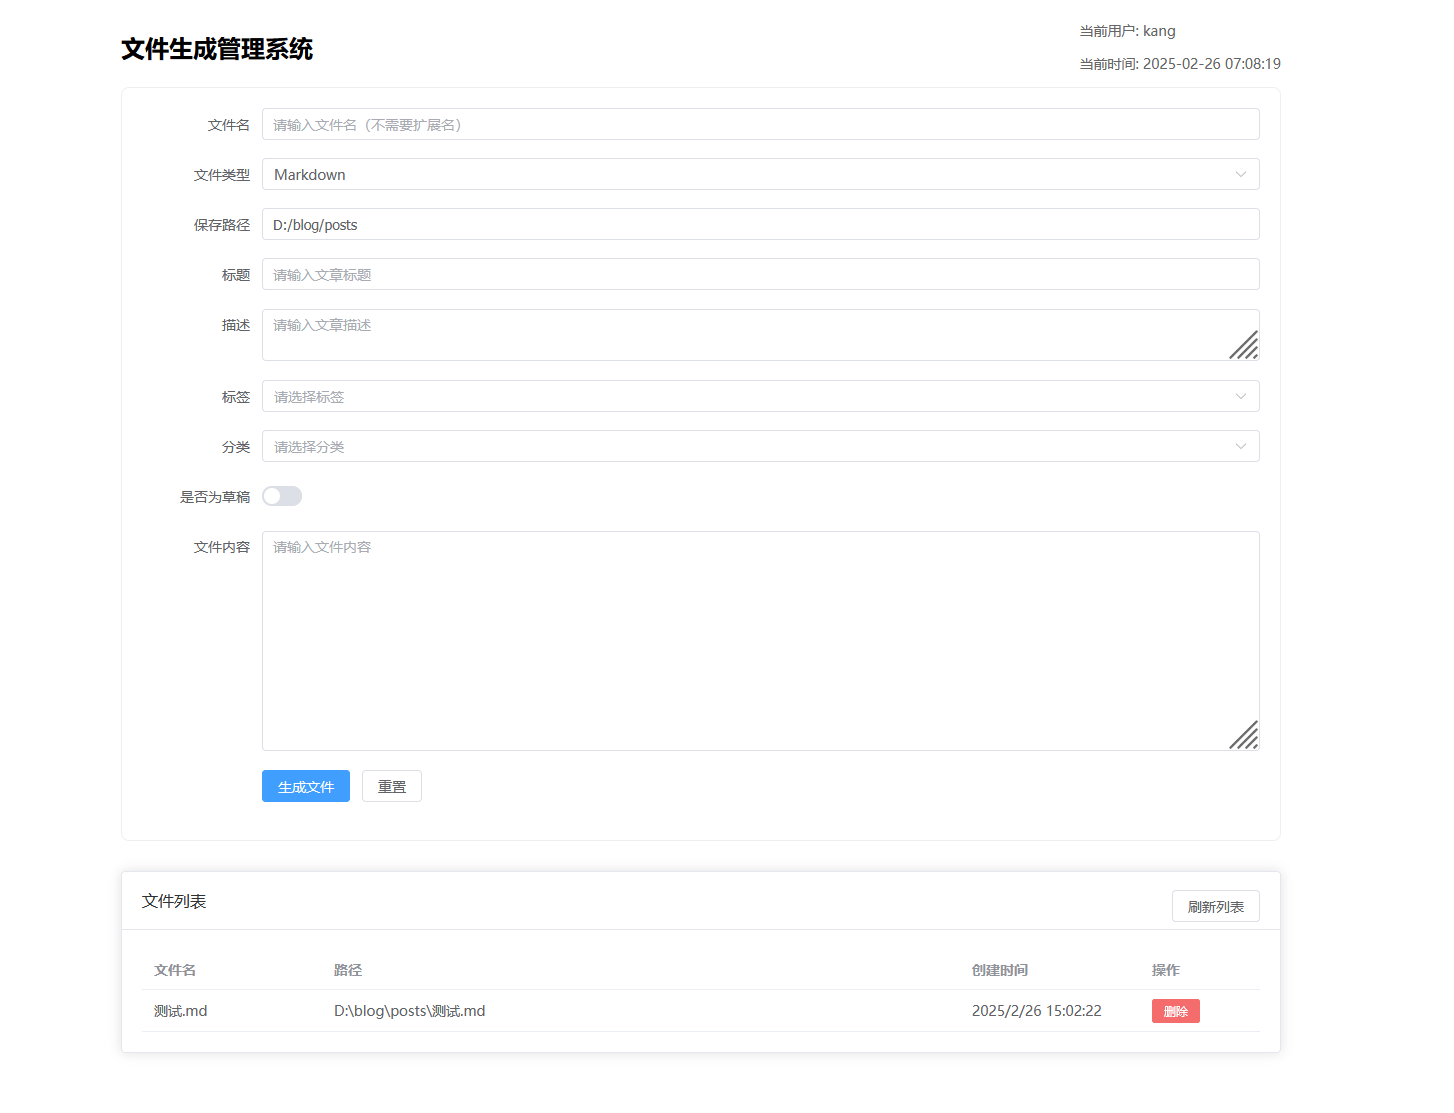 文件生成管理系统
当前用户: kang
当前时间: 2025-02-26 07:08:19
文件名 请输入文件名（不需要扩展名）
文件类型 Markdown
保存路径 D:/blog/posts
标题 请输入文章标题
描述 请输入文章描述
标签 请选择标签
分类 请选择分类
是否为草稿
文件内容 请输入文件内容
生成文件 重置
文件列表 刷新列表
文件名 路径 创建时间 操作
测试.md D:\blog\posts\测试.md 2025/2/26 15:02:22 删除